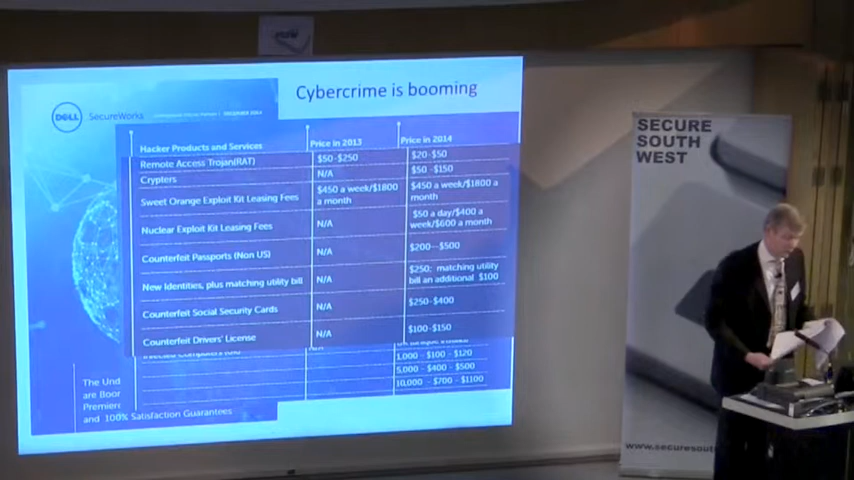 Cybercrime is booming
DELL SecureWorks
Hacker Products and Services Price in 2013 Price in 2014
Remote Access Trojan(RAT) $50-$250 $20-$50
Crypters N/A $50-$150
Sweet Orange Exploit Kit Leasing Fees $450 a week/$1800 a month $450 a week/$1800 a month
Nuclear Exploit Kit Leasing Fees N/A $50 a day/$400 a week/$600 a month
Counterfeit Passports (Non US) N/A $200—$500
New Identities, plus matching utility bill N/A $250; matching utility bill an additional $100
Counterfeit Social Security Cards N/A $250-$400
Counterfeit Drivers' License N/A $100-$150
1,000 - $100 - $120
5,000 - $400 - $500
10,000 - $700 - $1100
The Und
are Boor
Premier
and 100% Satisfaction Guarantees
SECURE
SOUTH
WEST
www.securesout